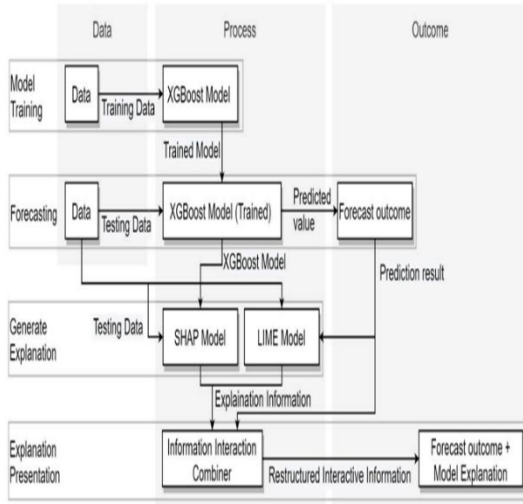 Data
Process
Outcome
Model
Training
Data
Training Data
XGBoost Model
Trained Model
Forecasting
Data
Testing Data
XGBoost Model (Trained)
Predicted
value
Forecast outcome
XGBoost Model
Prediction result
Generate
Explanation
Testing Data
SHAP Model
LIME Model
Explaination Information
Explanation
Presentation
Information Interaction
Combiner
Restructured Interactive Information
Forecast outcome +
Model Explanation